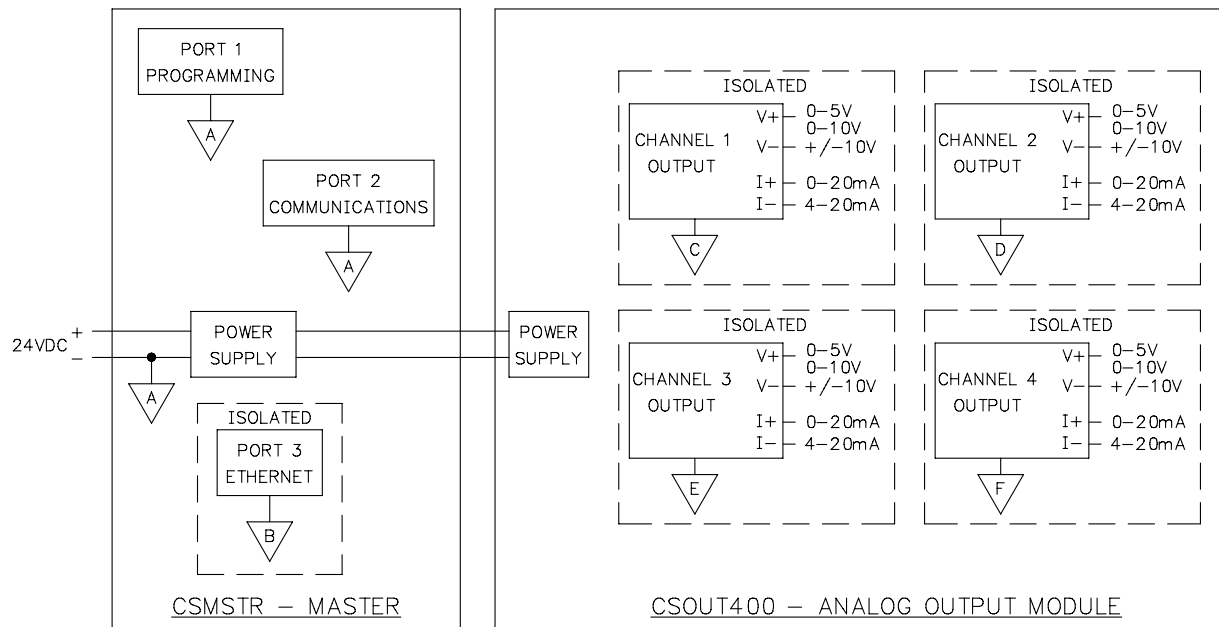 PORT 1
PROGRAMMING
A
PORT 2
COMMUNICATIONS
A
24VDC
+
–
POWER
SUPPLY
A
ISOLATED
PORT 3
ETHERNET
B
CSMSTR – MASTER
POWER
SUPPLY
ISOLATED
CHANNEL 1
OUTPUT
V+ 0–5V
0–10V
V– +/–10V
I+ 0–20mA
I– 4–20mA
C
ISOLATED
CHANNEL 2
OUTPUT
V+ 0–5V
0–10V
V– +/–10V
I+ 0–20mA
I– 4–20mA
D
ISOLATED
CHANNEL 3
OUTPUT
V+ 0–5V
0–10V
V– +/–10V
I+ 0–20mA
I– 4–20mA
E
ISOLATED
CHANNEL 4
OUTPUT
V+ 0–5V
0–10V
V– +/–10V
I+ 0–20mA
I– 4–20mA
F
CSOUT400 – ANALOG OUTPUT MODULE